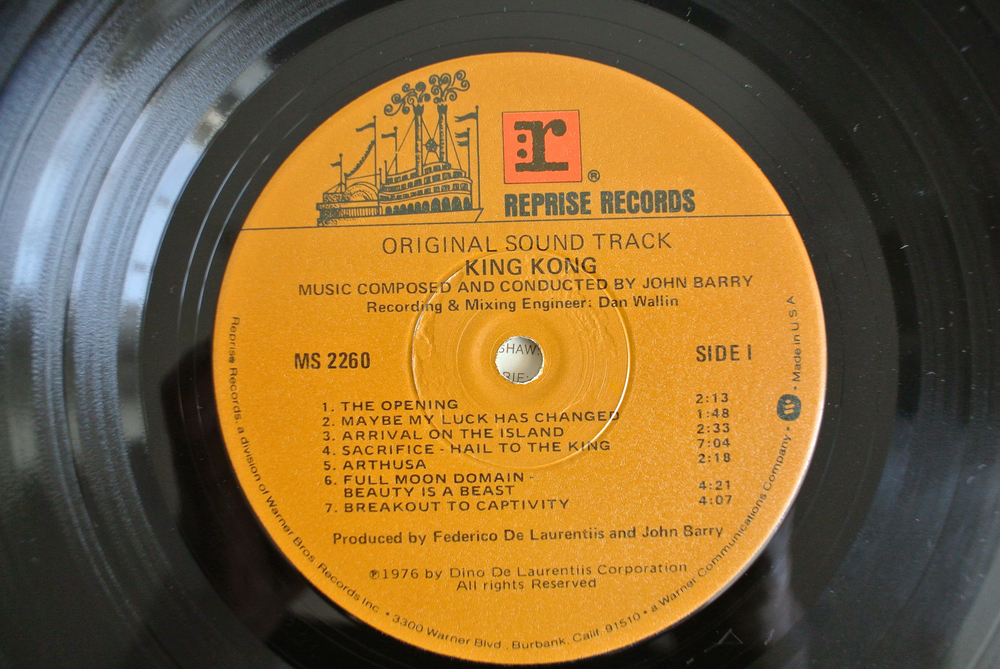 r
®
REPRISE RECORDS
ORIGINAL SOUND TRACK
KING KONG
MUSIC COMPOSED AND CONDUCTED BY JOHN BARRY
Recording & Mixing Engineer: Dan Wallin
MS 2260
SIDE 1
SHAW:
BIE:
1. THE OPENING 2:13
2. MAYBE MY LUCK HAS CHANGED 1:48
3. ARRIVAL ON THE ISLAND 2:33
4. SACRIFICE - HAIL TO THE KING 7:04
5. ARTHUSA 2:18
6. FULL MOON DOMAIN -
BEAUTY IS A BEAST 4:21
7. BREAKOUT TO CAPTIVITY 4:07
Produced by Federico De Laurentiis and John Barry
℗1976 by Dino De Laurentiis Corporation
All rights Reserved
Reprise Records, a division of Warner Bros. Records Inc. • 3300 Warner Blvd., Burbank, Calif. 91510 • a Warner Communications Company • W • Made in U.S.A